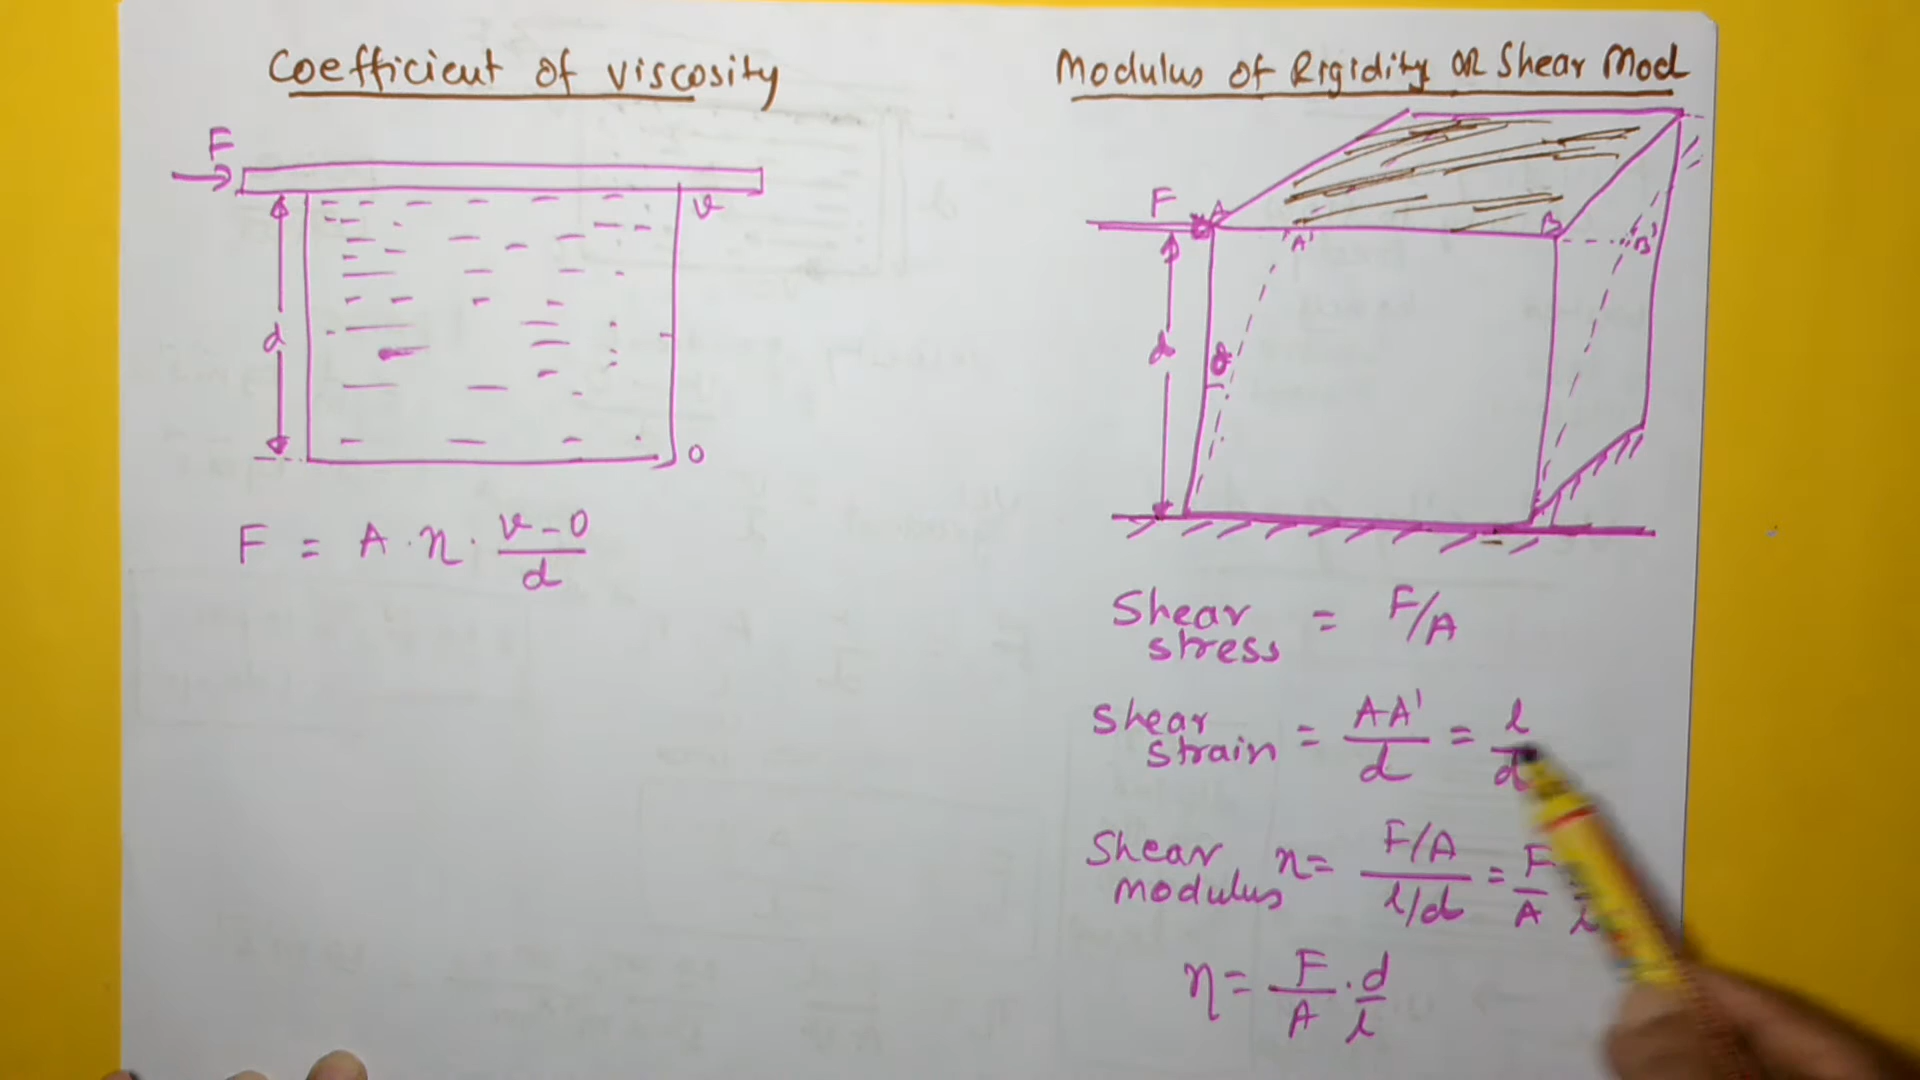 Coefficient of viscosity
F
v
d
0
F = A · η · v - 0 / d
Modulus of Rigidity OR Shear Mod
F A A' B B'
d θ
Shear stress = F/A
Shear strain = AA' / d = l / d
Shear modulus η = F/A / l/d = F / A
η = F / A · d / l